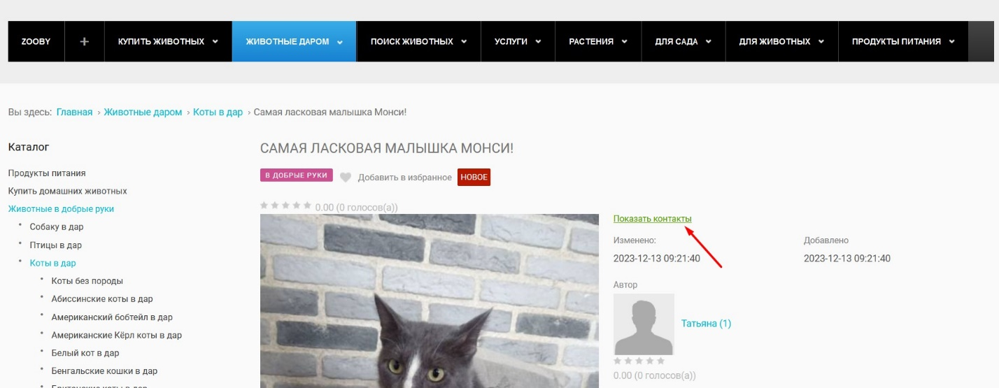 ZOOBY + КУПИТЬ ЖИВОТНЫХ ЖИВОТНЫЕ ДАРОМ ПОИСК ЖИВОТНЫХ УСЛУГИ РАСТЕНИЯ ДЛЯ САДА ДЛЯ ЖИВОТНЫХ ПРОДУКТЫ ПИТАНИЯ
Вы здесь: Главная › Животные даром › Коты в дар › Самая ласковая малышка Монси!
Каталог
Продукты питания
Купить домашних животных
Животные в добрые руки
Собаку в дар
Птицы в дар
Коты в дар
Коты без породы
Абиссинские коты в дар
Американский бобтейл в дар
Американские Кёрл коты в дар
Белый кот в дар
Бенгальские кошки в дар
Британские коты в дар
САМАЯ ЛАСКОВАЯ МАЛЫШКА МОНСИ!
В ДОБРЫЕ РУКИ Добавить в избранное НОВОЕ
0.00 (0 голосов(а))
Показать контакты
Изменено: Добавлено
2023-12-13 09:21:40 2023-12-13 09:21:40
Автор
Татьяна (1)
0.00 (0 голосов(а))